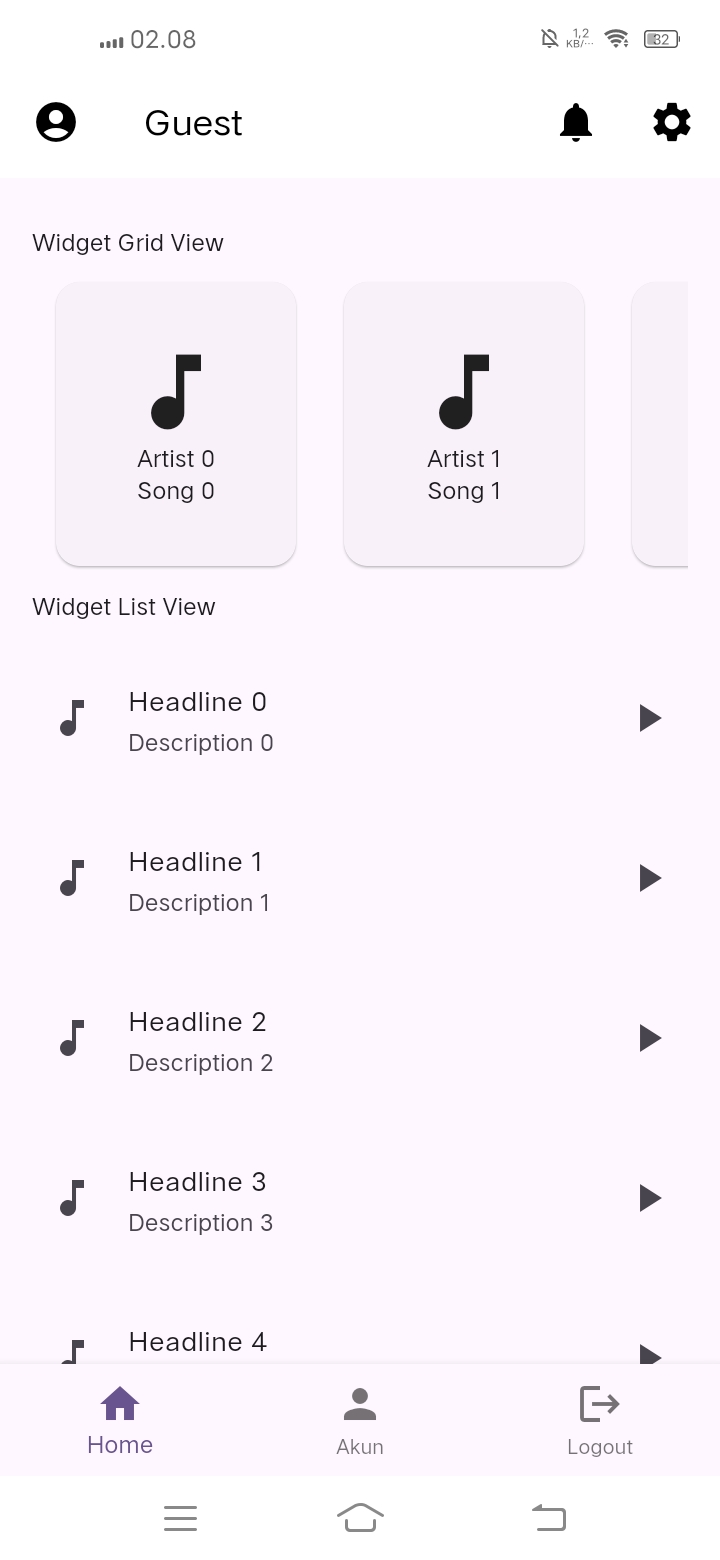 02.08
1,2
KB/...
32
Guest
Widget Grid View
Artist 0
Song 0
Artist 1
Song 1
Widget List View
Headline 0
Description 0
Headline 1
Description 1
Headline 2
Description 2
Headline 3
Description 3
Headline 4
Home
Akun
Logout